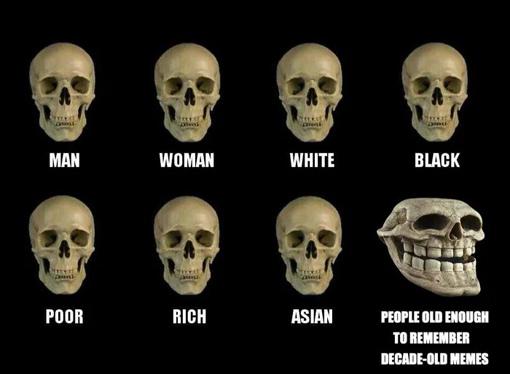 MAN
WOMAN
WHITE
BLACK
POOR
RICH
ASIAN
PEOPLE OLD ENOUGH
TO REMEMBER
DECADE-OLD MEMES